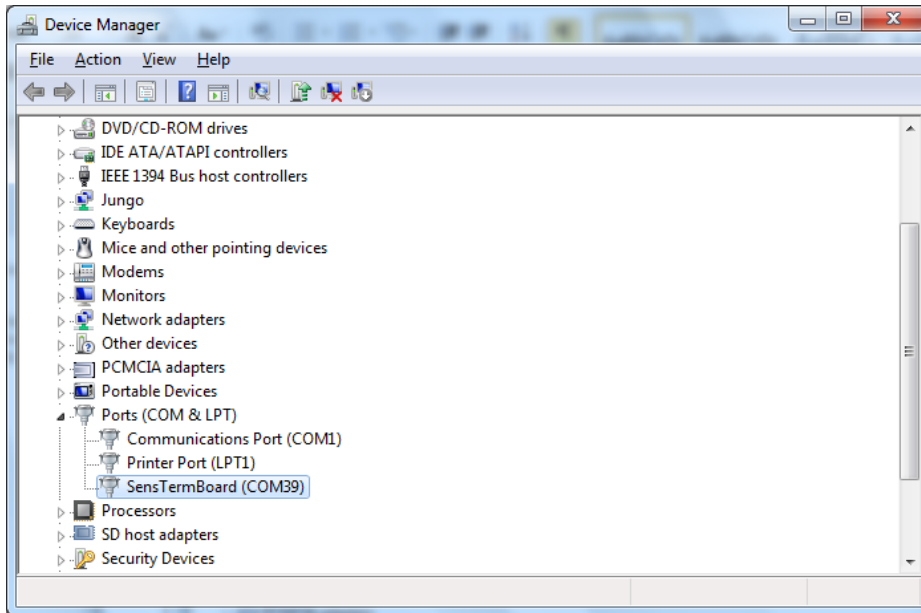 Device Manager
File Action View Help
DVD/CD-ROM drives
IDE ATA/ATAPI controllers
IEEE 1394 Bus host controllers
Jungo
Keyboards
Mice and other pointing devices
Modems
Monitors
Network adapters
Other devices
PCMCIA adapters
Portable Devices
Ports (COM & LPT)
Communications Port (COM1)
Printer Port (LPT1)
SensTermBoard (COM39)
Processors
SD host adapters
Security Devices